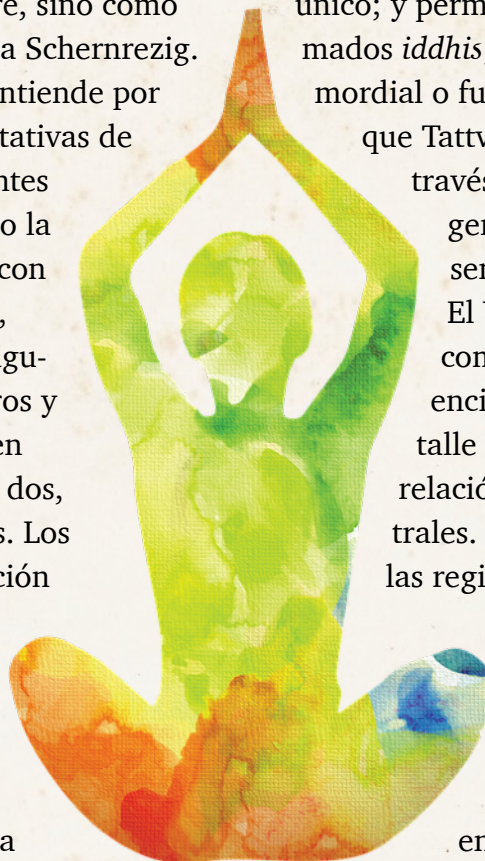 re, sino como
a Schernrezig.
ntiende por
tativas de
ntes
o la
con
,
gu-
ros y
en
dos,
s. Los
ción
a
único; y perm
mados iddhis
mordial o fu
que Tattv
través
ger
ser
El
con
enci
talle
relació
trales.
las regi
en